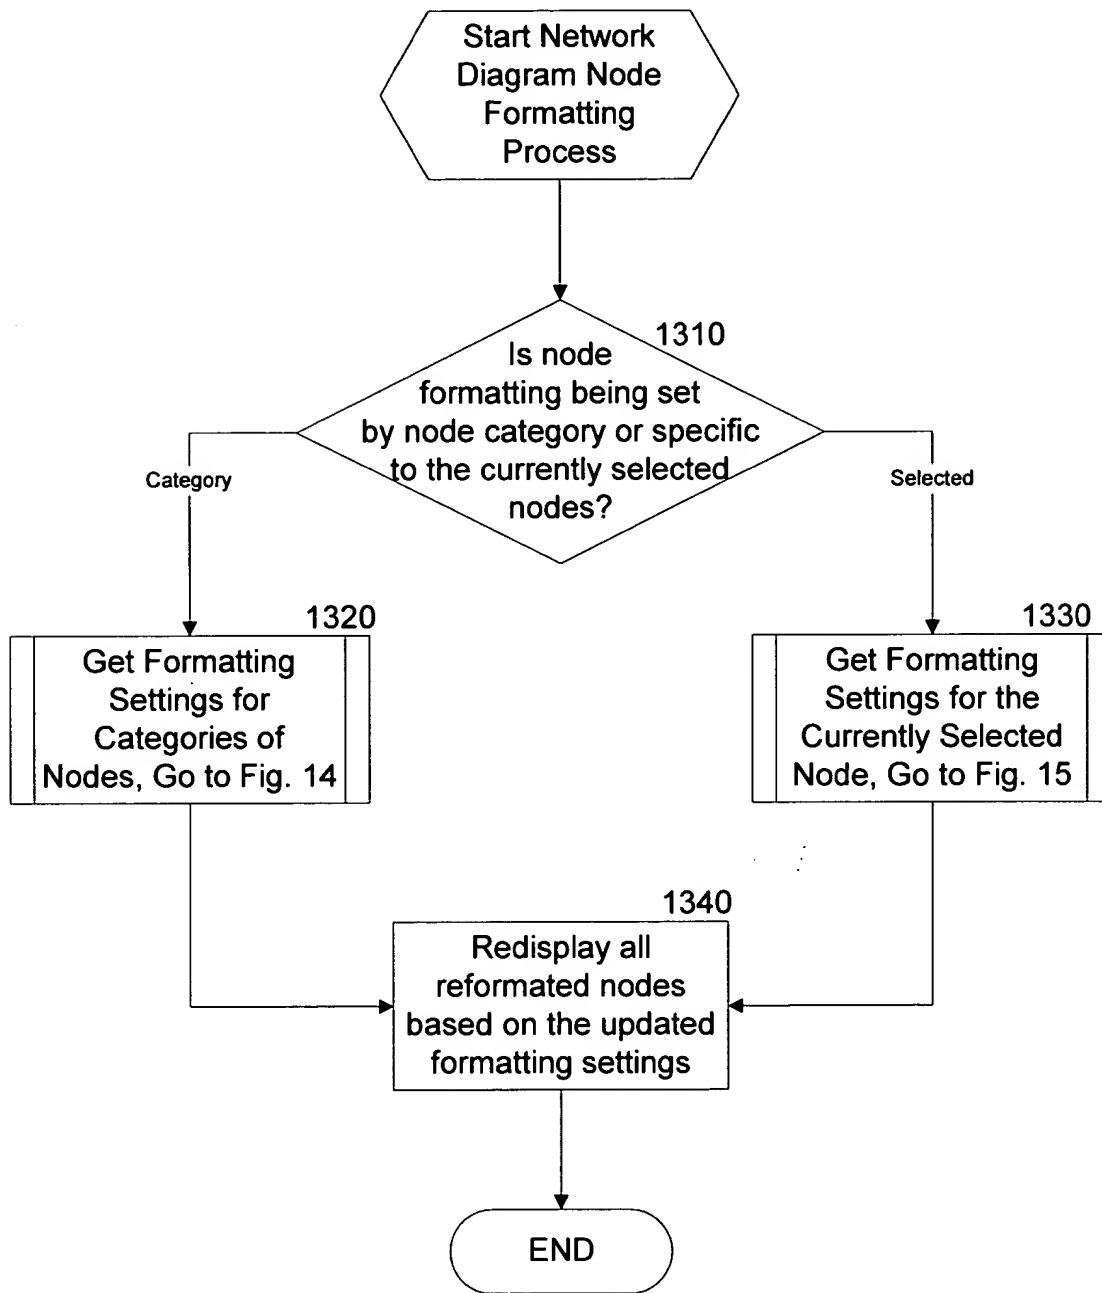 Start Network
Diagram Node
Formatting
Process
1310
Is node
formatting being set
by node category or specific
to the currently selected
nodes?
Category
Selected
1320
Get Formatting
Settings for
Categories of
Nodes, Go to Fig. 14
1330
Get Formatting
Settings for the
Currently Selected
Node, Go to Fig. 15
1340
Redisplay all
reformated nodes
based on the updated
formatting settings
END